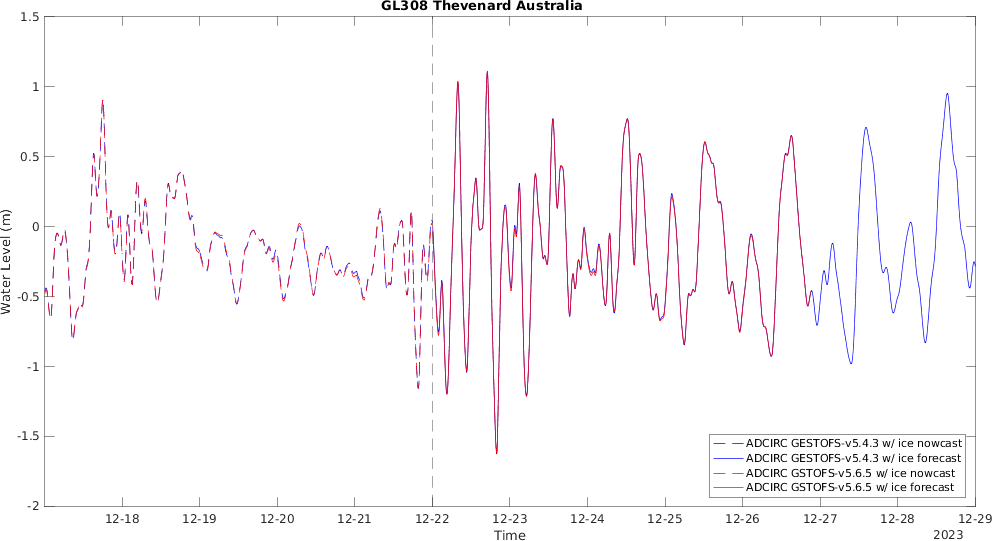 GL308 Thevenard Australia
1.5
1
0.5
0
-0.5
-1
-1.5
-2
Water Level (m)
ADCIRC GESTOFS-v5.4.3 w/ ice nowcast
ADCIRC GESTOFS-v5.4.3 w/ ice forecast
ADCIRC GSTOFS-v5.6.5 w/ ice nowcast
ADCIRC GSTOFS-v5.6.5 w/ ice forecast
12-18 12-19 12-20 12-21 12-22 12-23 12-24 12-25 12-26 12-27 12-28 12-29
Time
2023